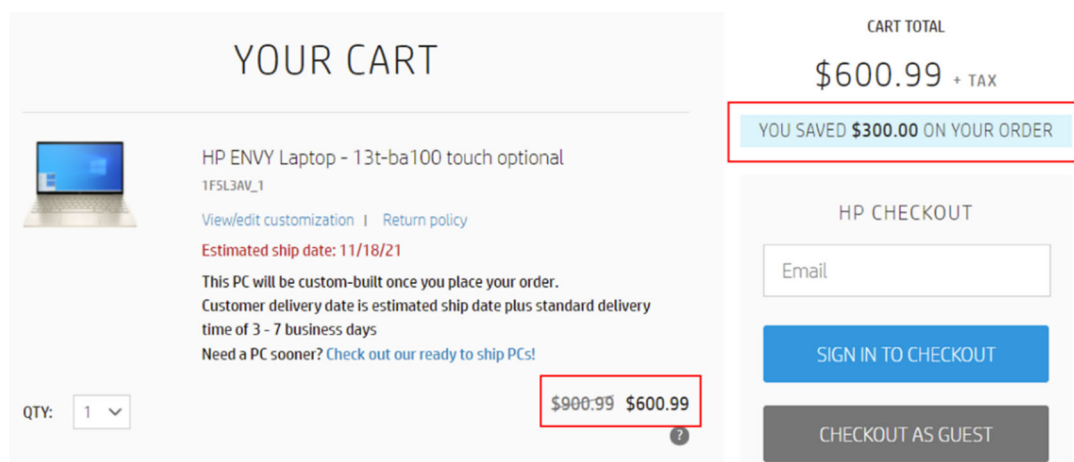 YOUR CART
HP ENVY Laptop - 13t-ba100 touch optional
1F5L3AV_1
View/edit customization | Return policy
Estimated ship date: 11/18/21
This PC will be custom-built once you place your order.
Customer delivery date is estimated ship date plus standard delivery
time of 3 - 7 business days
Need a PC sooner? Check out our ready to ship PCs!
QTY: 1
$900.99 $600.99
?
CART TOTAL
$600.99 + TAX
YOU SAVED $300.00 ON YOUR ORDER
HP CHECKOUT
Email
SIGN IN TO CHECKOUT
CHECKOUT AS GUEST